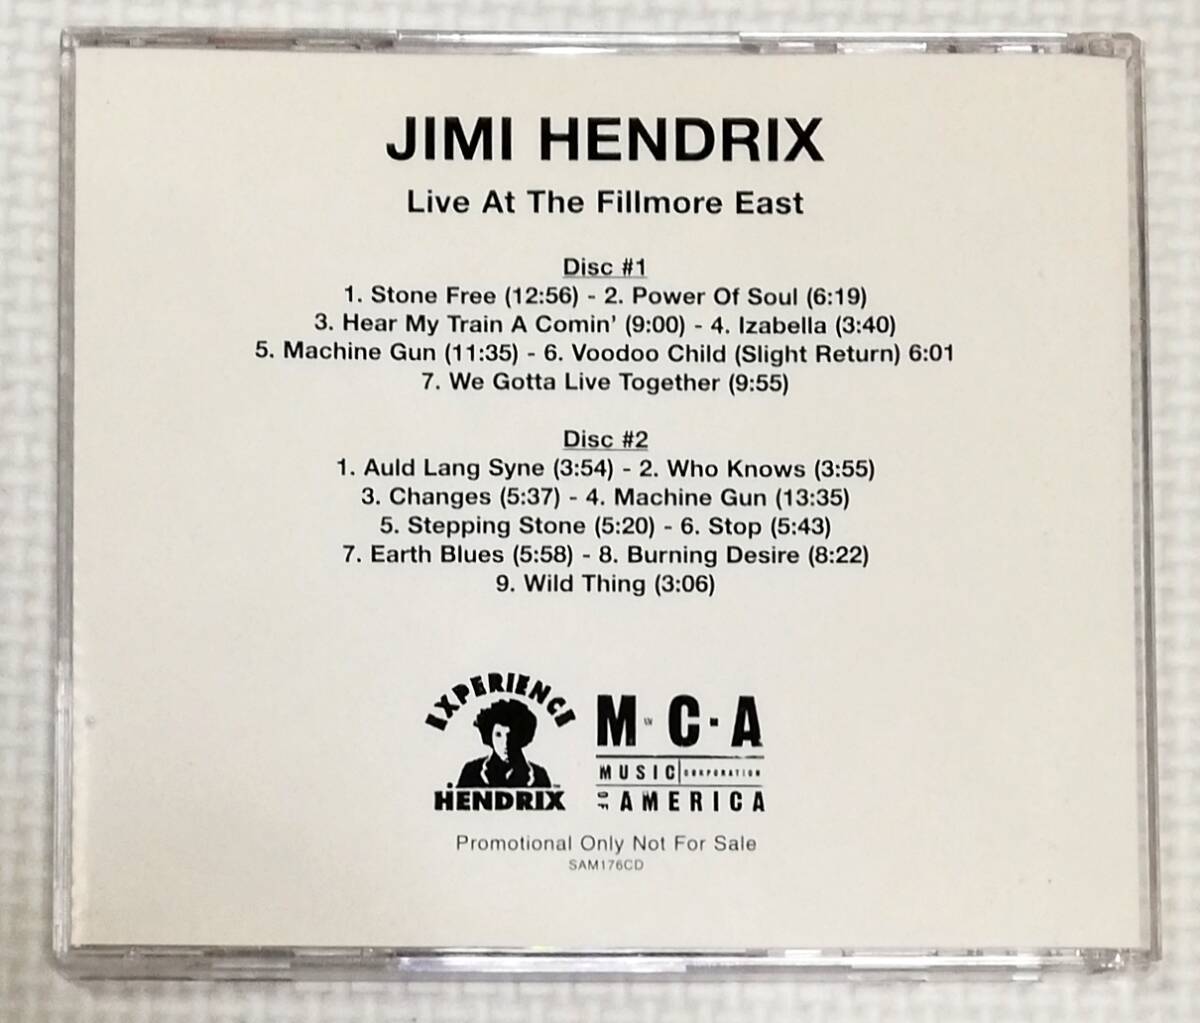 JIMI HENDRIX
Live At The Fillmore East
Disc #1
1. Stone Free (12:56) - 2. Power Of Soul (6:19)
3. Hear My Train A Comin' (9:00) - 4. Izabella (3:40)
5. Machine Gun (11:35) - 6. Voodoo Child (Slight Return) 6:01
7. We Gotta Live Together (9:55)
Disc #2
1. Auld Lang Syne (3:54) - 2. Who Knows (3:55)
3. Changes (5:37) - 4. Machine Gun (13:35)
5. Stepping Stone (5:20) - 6. Stop (5:43)
7. Earth Blues (5:58) - 8. Burning Desire (8:22)
9. Wild Thing (3:06)
EXPERIENCE
HENDRIX
M·C·A
MUSIC CORPORATION
OF AMERICA
Promotional Only Not For Sale
SAM176CD